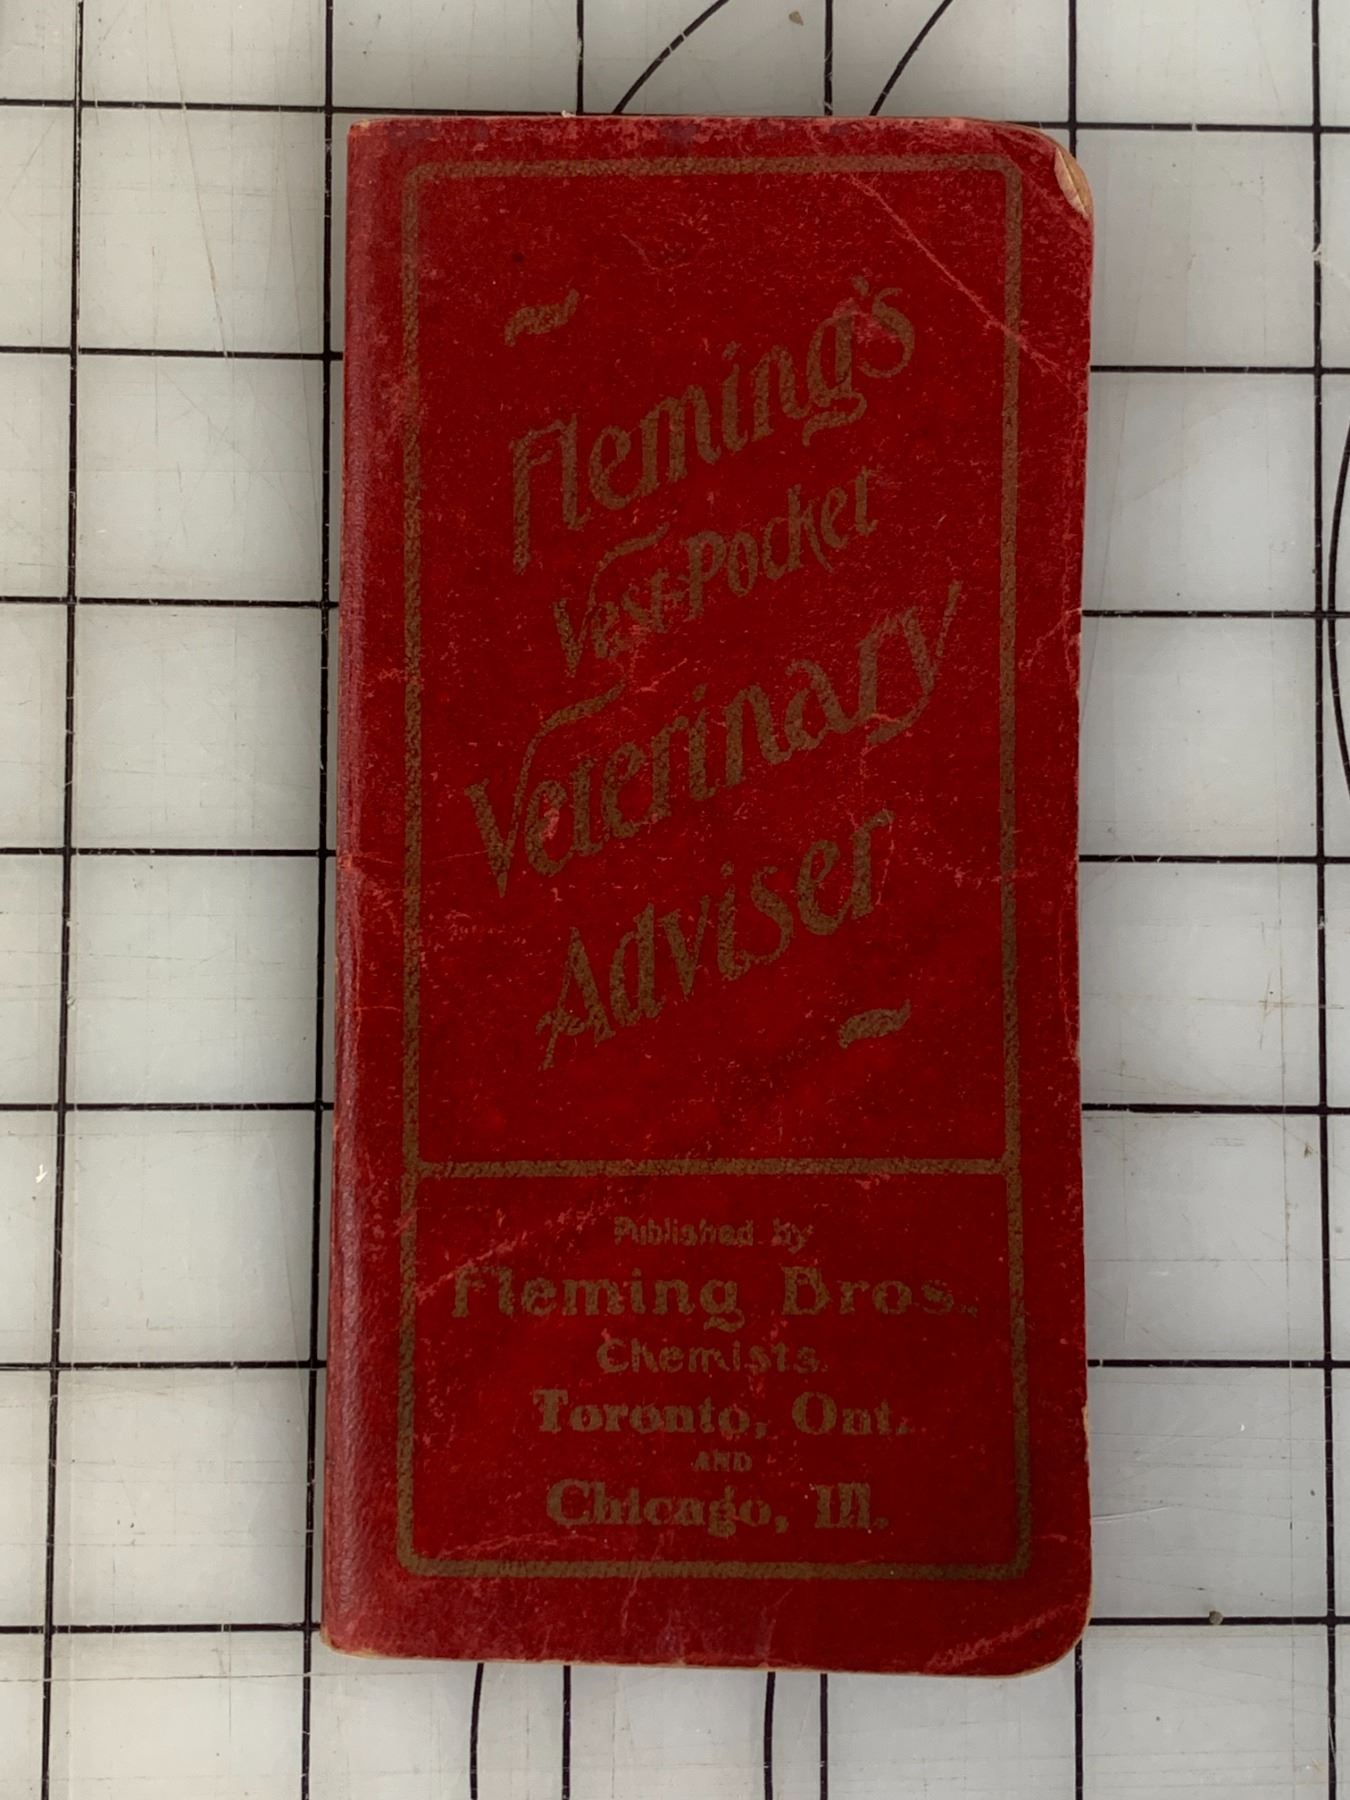 Fleming's
Vest-Pocket
Veterinary
Adviser
Published by
Fleming Bros.,
Chemists.
Toronto, Ont.
AND
Chicago, Ill.